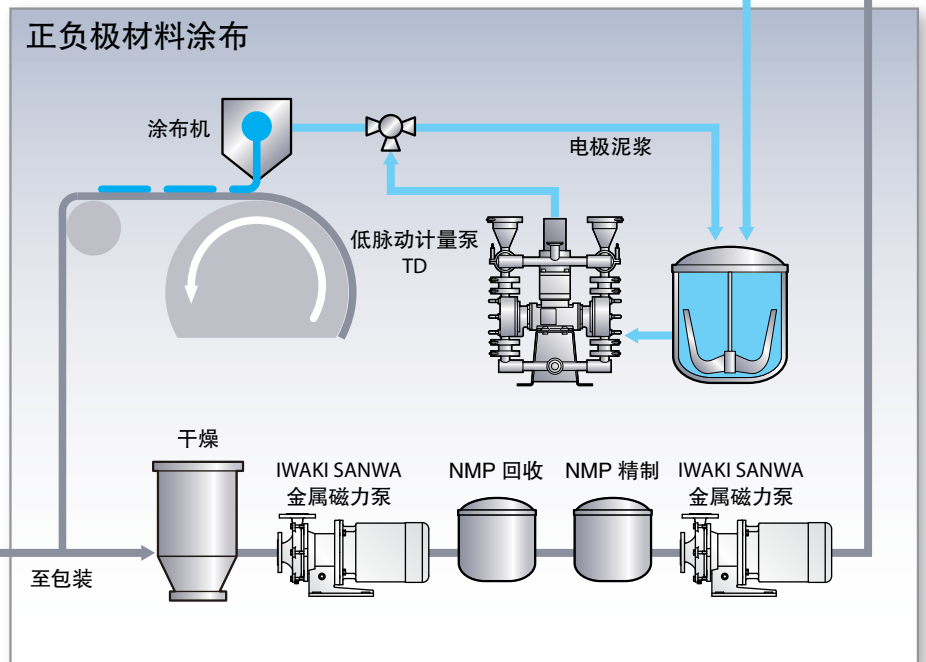 正负极材料涂布
涂布机
电极泥浆
低脉动计量泵
TD
干燥
IWAKI SANWA
金属磁力泵
NMP 回收
NMP 精制
IWAKI SANWA
金属磁力泵
至包装